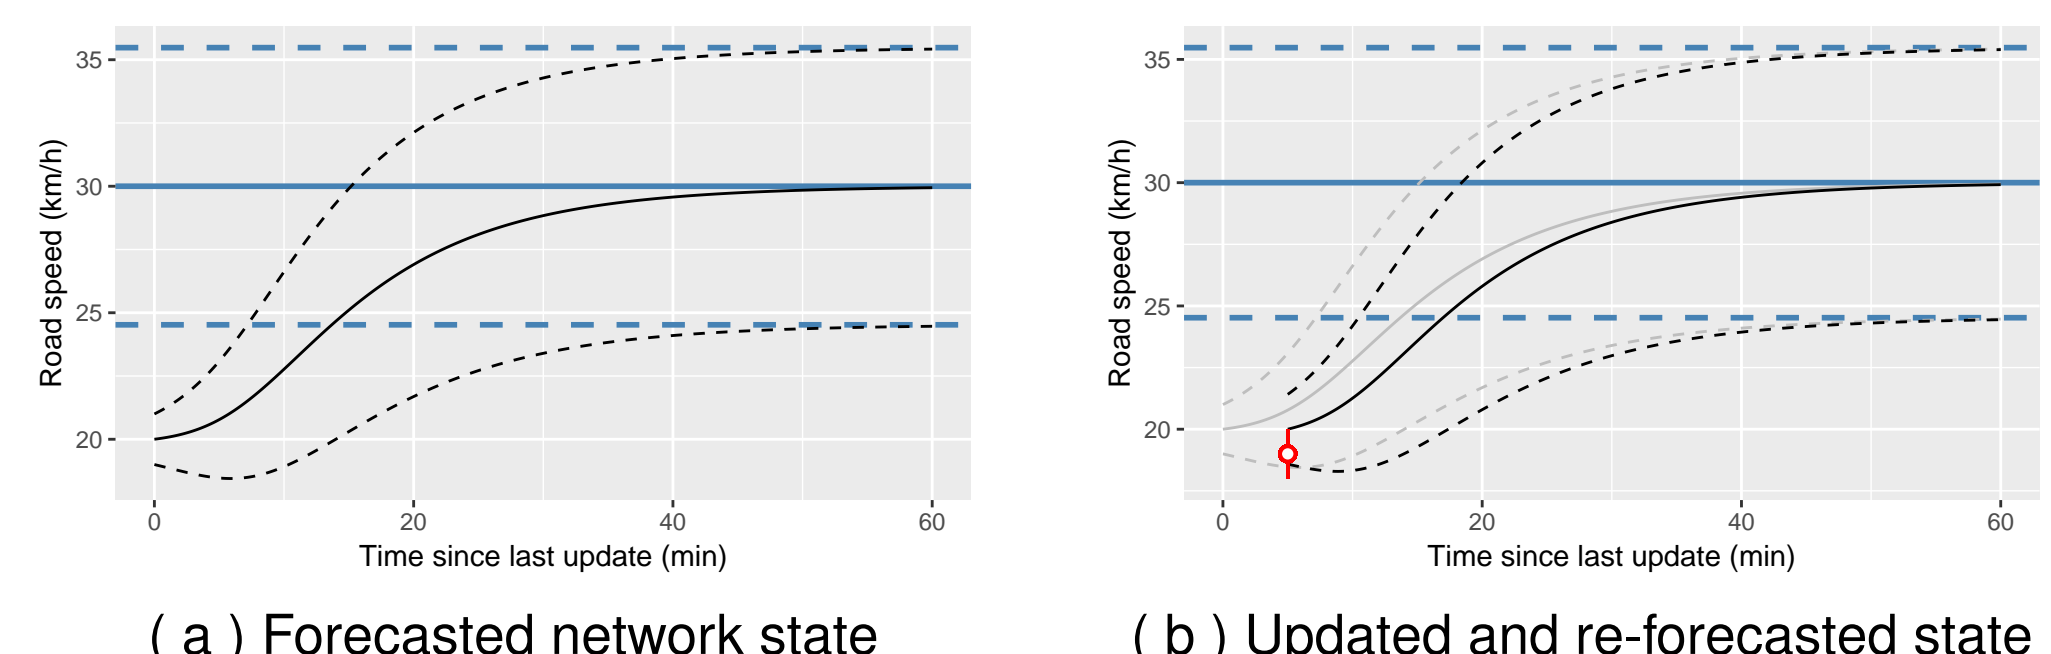 35
30
25
20
Road speed (km/h)
0 20 40 60
Time since last update (min)
( a ) Forecasted network state
35
30
25
20
Road speed (km/h)
0 20 40 60
Time since last update (min)
( b ) Updated and re-forecasted state